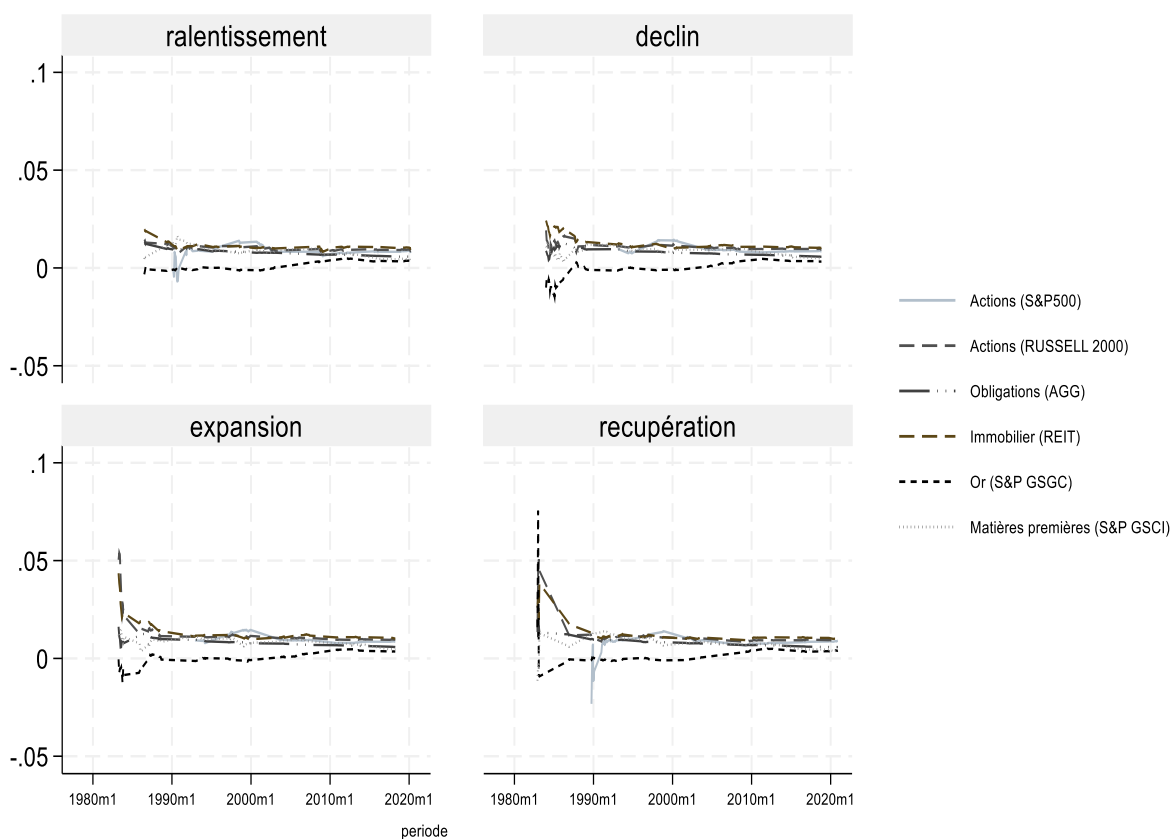 ralentissement
declin
.1
.05
0
-.05
expansion
recupération
.1
.05
0
-.05
1980m1 1990m1 2000m1 2010m1 2020m1 1980m1 1990m1 2000m1 2010m1 2020m1
periode
Actions (S&P500)
Actions (RUSSELL 2000)
Obligations (AGG)
Immobilier (REIT)
Or (S&P GSGC)
Matières premières (S&P GSCI)